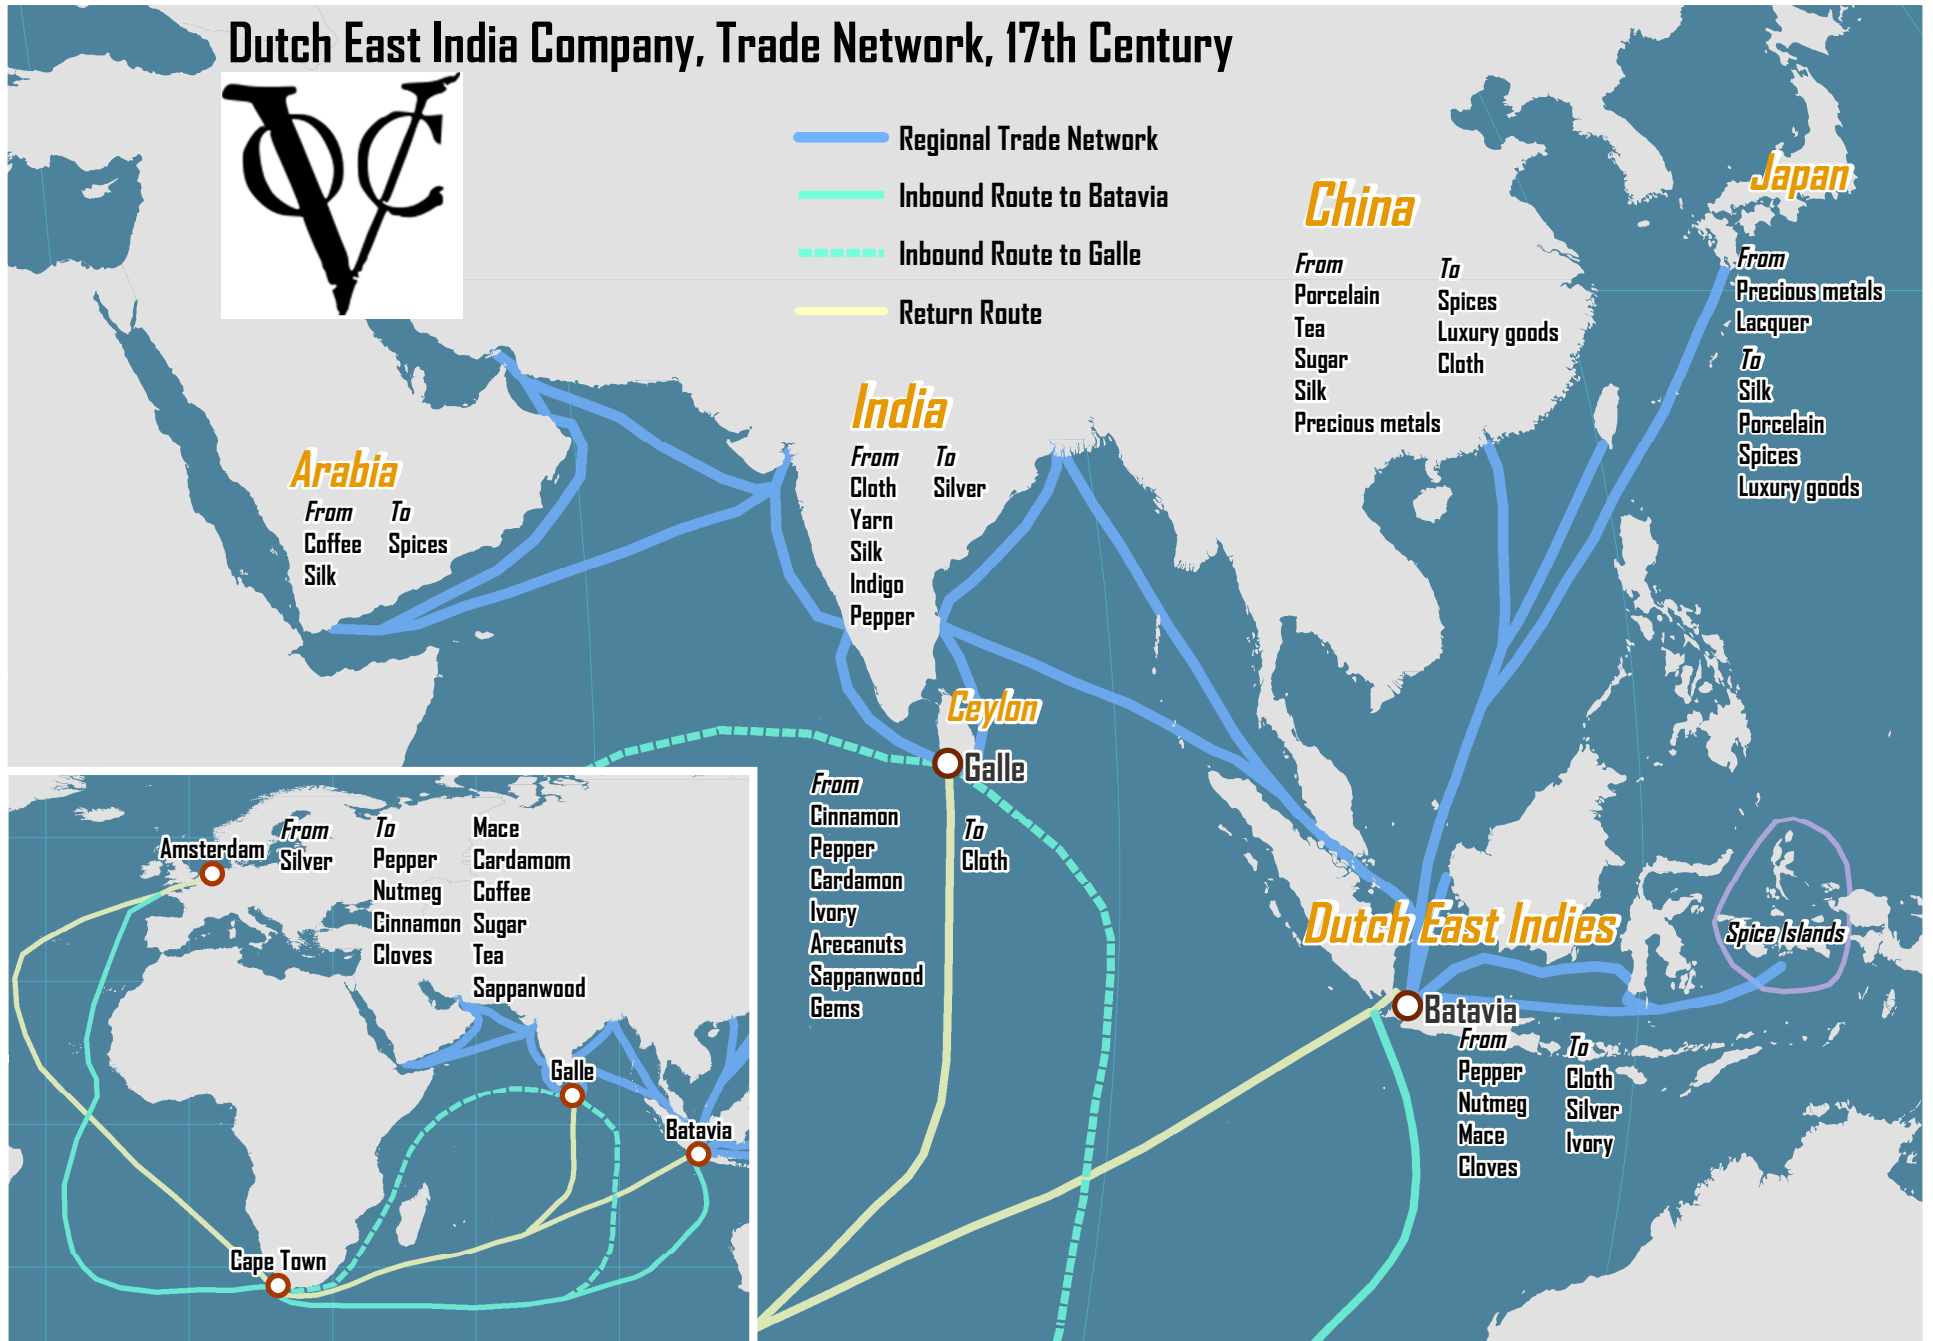 Dutch East India Company, Trade Network, 17th Century
VOC
Regional Trade Network
Inbound Route to Batavia
Inbound Route to Galle
Return Route
China
From
Porcelain
Tea
Sugar
Silk
Precious metals
To
Spices
Luxury goods
Cloth
Japan
From
Precious metals
Lacquer
To
Silk
Porcelain
Spices
Luxury goods
India
From
Cloth
Yarn
Silk
Indigo
Pepper
To
Silver
Arabia
From
Coffee
Silk
To
Spices
Ceylon
Galle
From
Cinnamon
Pepper
Cardamon
Ivory
Arecanuts
Sappanwood
Gems
To
Cloth
Dutch East Indies
Spice Islands
Batavia
From
Pepper
Nutmeg
Mace
Cloves
To
Cloth
Silver
Ivory
Amsterdam
From
Silver
To
Pepper
Nutmeg
Cinnamon
Cloves
Mace
Cardamom
Coffee
Sugar
Tea
Sappanwood
Galle
Batavia
Cape Town